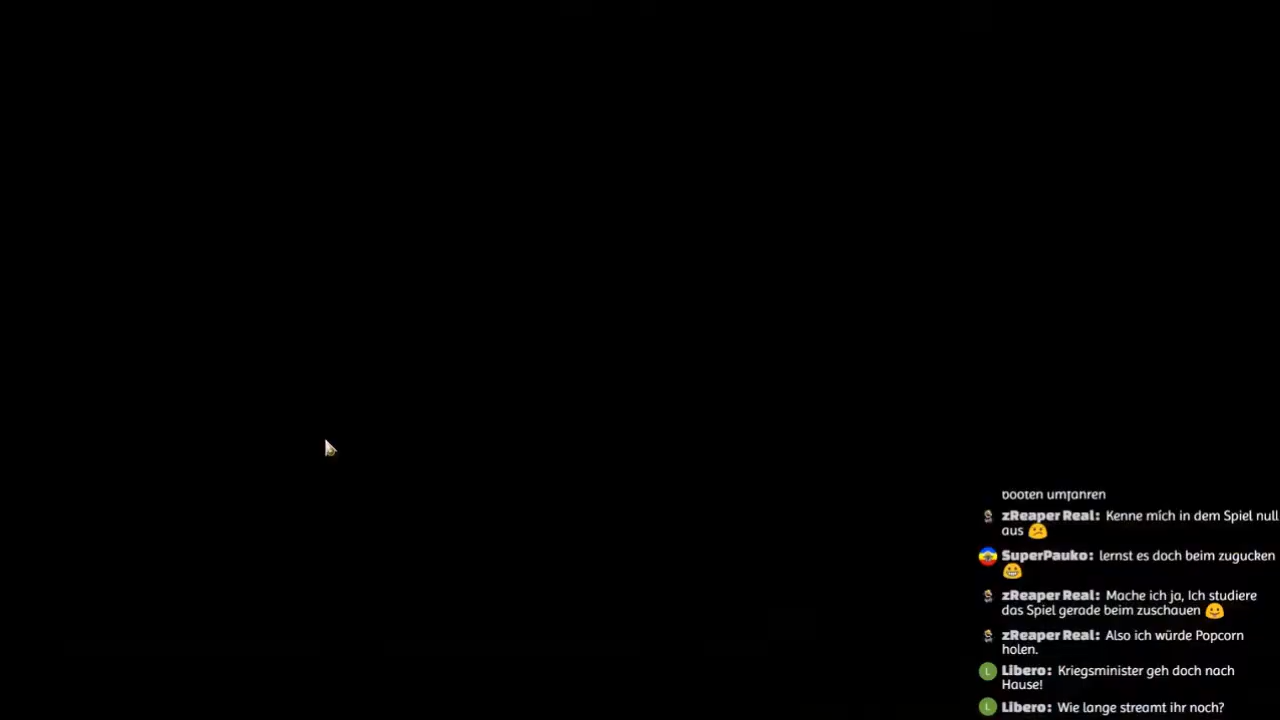 booten umfahren
zReaper Real: Kenne mich in dem Spiel null
aus
SuperPauko: lernst es doch beim zugucken
zReaper Real: Mache ich ja, Ich studiere
das Spiel gerade beim zuschauen
zReaper Real: Also ich würde Popcorn
holen.
L Libero: Kriegsminister geh doch nach
Hause!
L Libero: Wie lange streamt ihr noch?